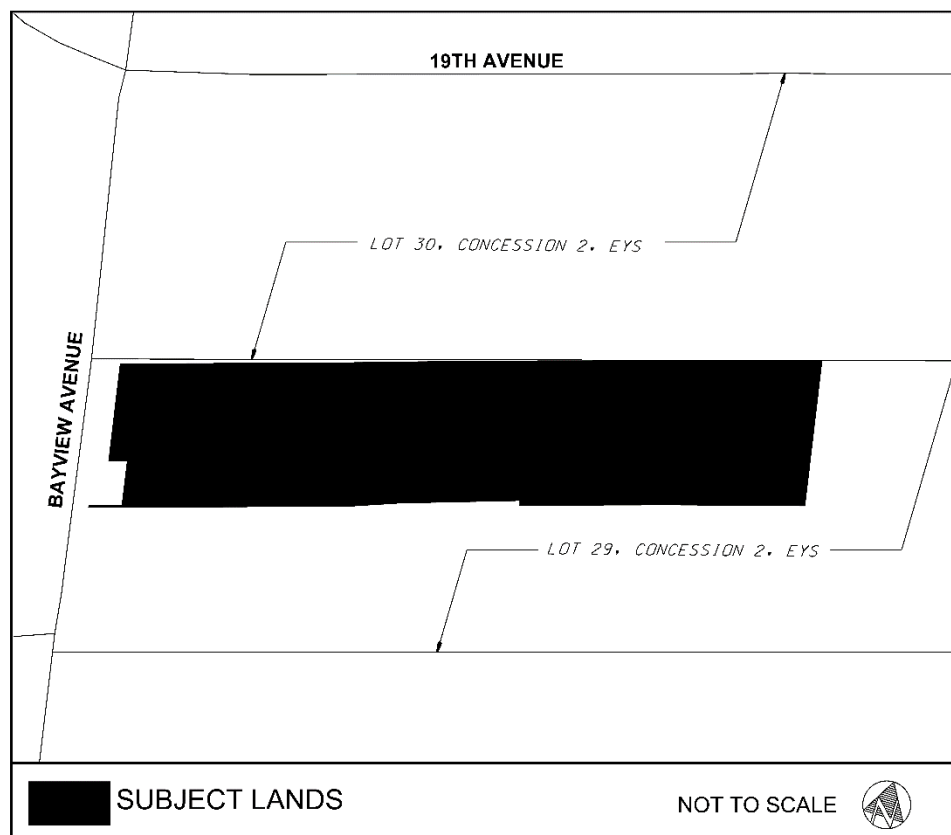 19TH AVENUE
LOT 30, CONCESSION 2, EYS
BAYVIEW AVENUE
LOT 29, CONCESSION 2, EYS
SUBJECT LANDS
NOT TO SCALE